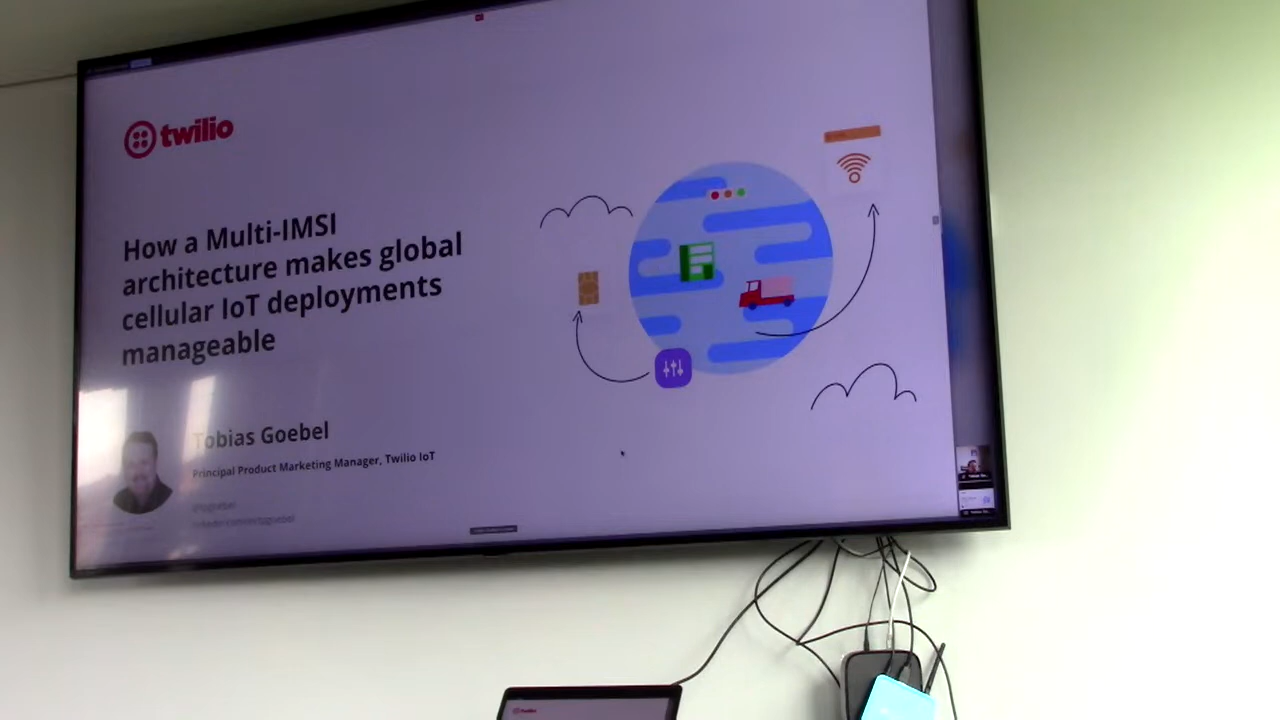 twilio
How a Multi-IMSI
architecture makes global
cellular IoT deployments
manageable
Tobias Goebel
Principal Product Marketing Manager, Twilio IoT
twilio